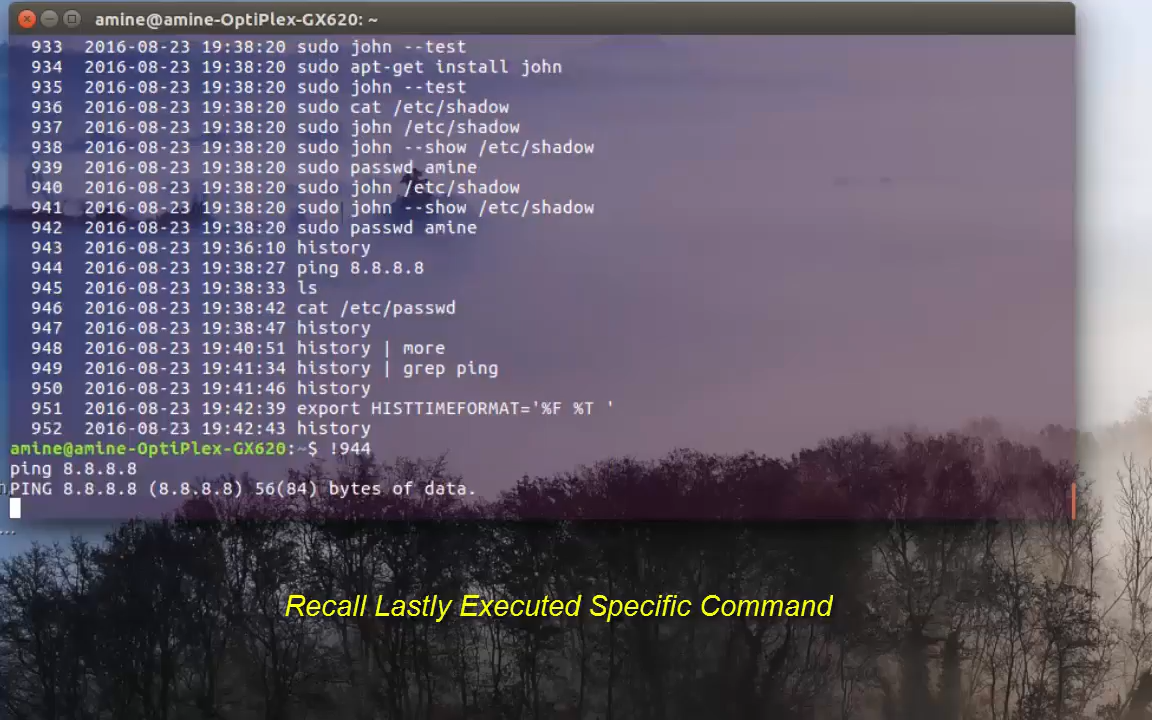 amine@amine-OptiPlex-GX620: ~
933  2016-08-23 19:38:20 sudo john --test
934  2016-08-23 19:38:20 sudo apt-get install john
935  2016-08-23 19:38:20 sudo john --test
936  2016-08-23 19:38:20 sudo cat /etc/shadow
937  2016-08-23 19:38:20 sudo john /etc/shadow
938  2016-08-23 19:38:20 sudo john --show /etc/shadow
939  2016-08-23 19:38:20 sudo passwd amine
940  2016-08-23 19:38:20 sudo john /etc/shadow
941  2016-08-23 19:38:20 sudo john --show /etc/shadow
942  2016-08-23 19:38:20 sudo passwd amine
943  2016-08-23 19:36:10 history
944  2016-08-23 19:38:27 ping 8.8.8.8
945  2016-08-23 19:38:33 ls
946  2016-08-23 19:38:42 cat /etc/passwd
947  2016-08-23 19:38:47 history
948  2016-08-23 19:40:51 history | more
949  2016-08-23 19:41:34 history | grep ping
950  2016-08-23 19:41:46 history
951  2016-08-23 19:42:39 export HISTTIMEFORMAT='%F %T '
952  2016-08-23 19:42:43 history
amine@amine-OptiPlex-GX620:~$ !944
ping 8.8.8.8
PING 8.8.8.8 (8.8.8.8) 56(84) bytes of data.
Recall Lastly Executed Specific Command